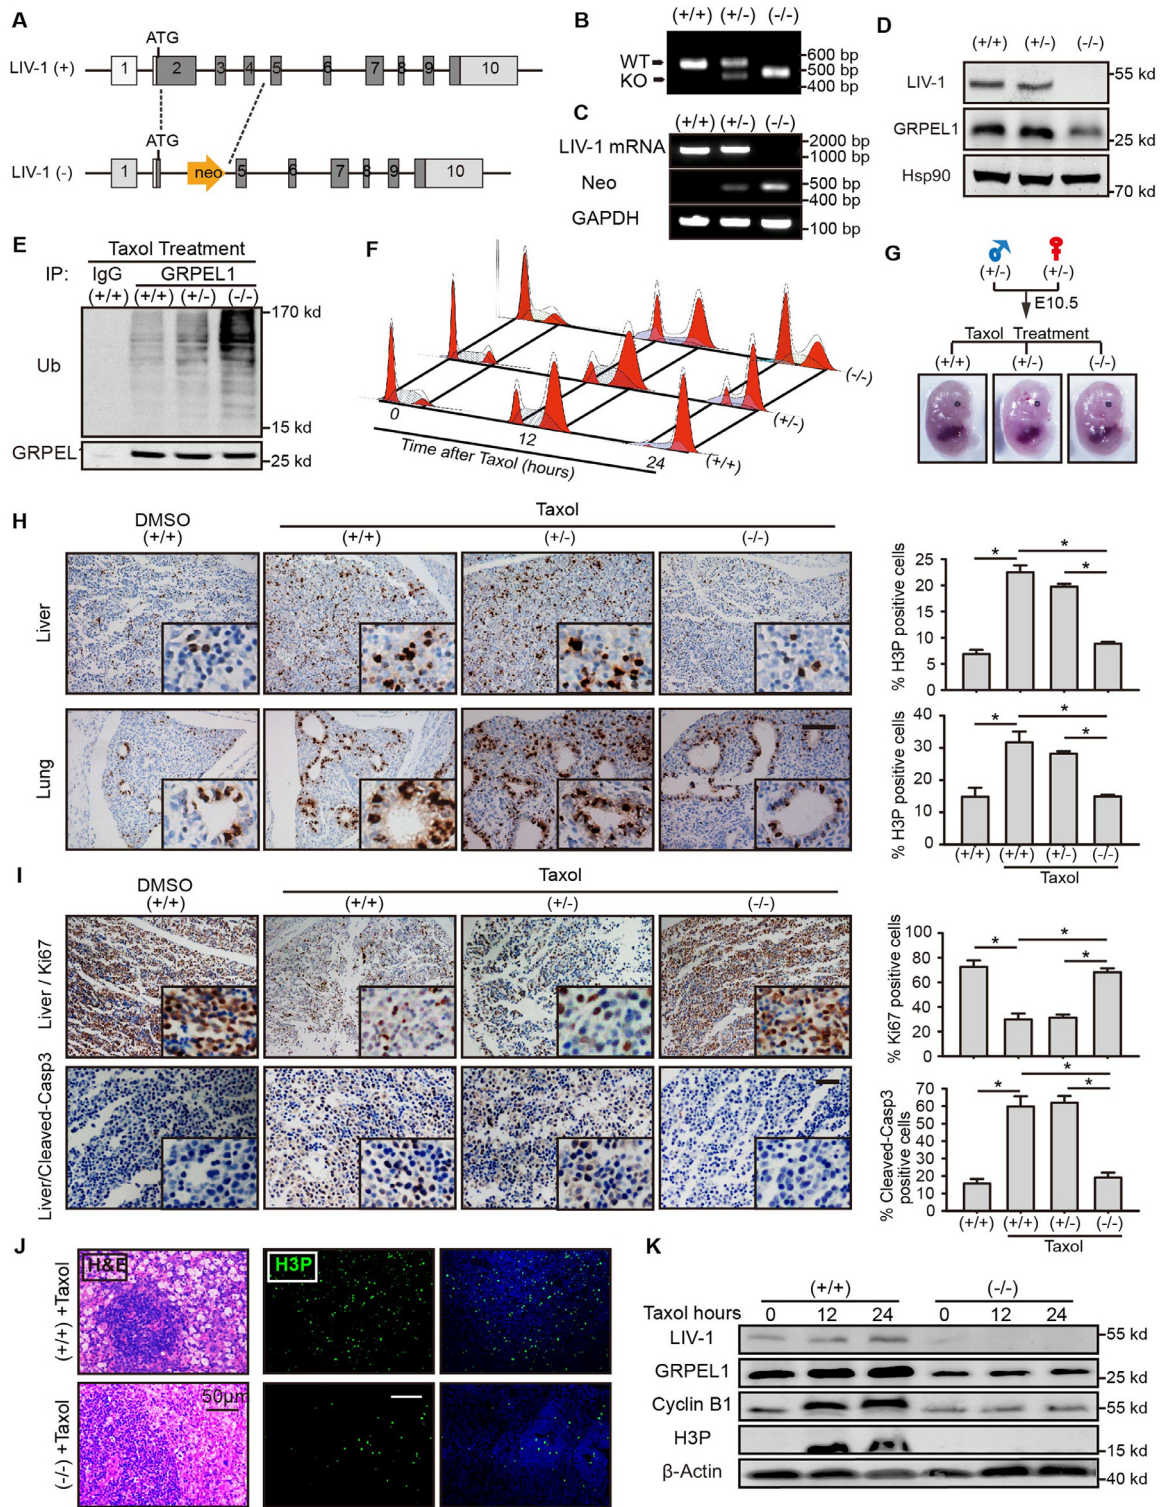 A
ATG
LIV-1 (+)
1 2 3 4 5 6 7 8 9 10
ATG
LIV-1 (-)
1 neo 5 6 7 8 9 10
B
(+/+) (+/-) (-/-)
WT
KO
600 bp
500 bp
400 bp
C
(+/+) (+/-) (-/-)
LIV-1 mRNA
2000 bp
1000 bp
Neo
500 bp
400 bp
GAPDH
100 bp
D
(+/+) (+/-) (-/-)
LIV-1
55 kd
GRPEL1
25 kd
Hsp90
70 kd
E
Taxol Treatment
IP: IgG GRPEL1
(+/+) (+/+) (+/-) (-/-)
170 kd
Ub
15 kd
GRPEL1
25 kd
F
(-/-)
(+/-)
(+/+)
0 12 24
Time after Taxol (hours)
G
(+/-) (+/-)
E10.5
Taxol Treatment
(+/+) (+/-) (-/-)
H
DMSO
(+/+)
Taxol
(+/+) (+/-) (-/-)
Liver
Lung
% H3P positive cells
25
20
15
10
5
0
* * *
% H3P positive cells
40
30
20
10
0
* * *
(+/+) (+/+) (+/-) (-/-)
Taxol
I
DMSO
(+/+)
Taxol
(+/+) (+/-) (-/-)
Liver / Ki67
Liver/Cleaved-Casp3
% Ki67 positive cells
100
80
60
40
20
0
* * *
% Cleaved-Casp3
positive cells
70
60
50
40
30
20
10
0
* * *
(+/+) (+/+) (+/-) (-/-)
Taxol
J
(+/+) +Taxol
H&E
H3P
(-/-) +Taxol
50μm
K
(+/+) (-/-)
Taxol hours 0 12 24 0 12 24
LIV-1
55 kd
GRPEL1
25 kd
Cyclin B1
55 kd
H3P
15 kd
β-Actin
40 kd